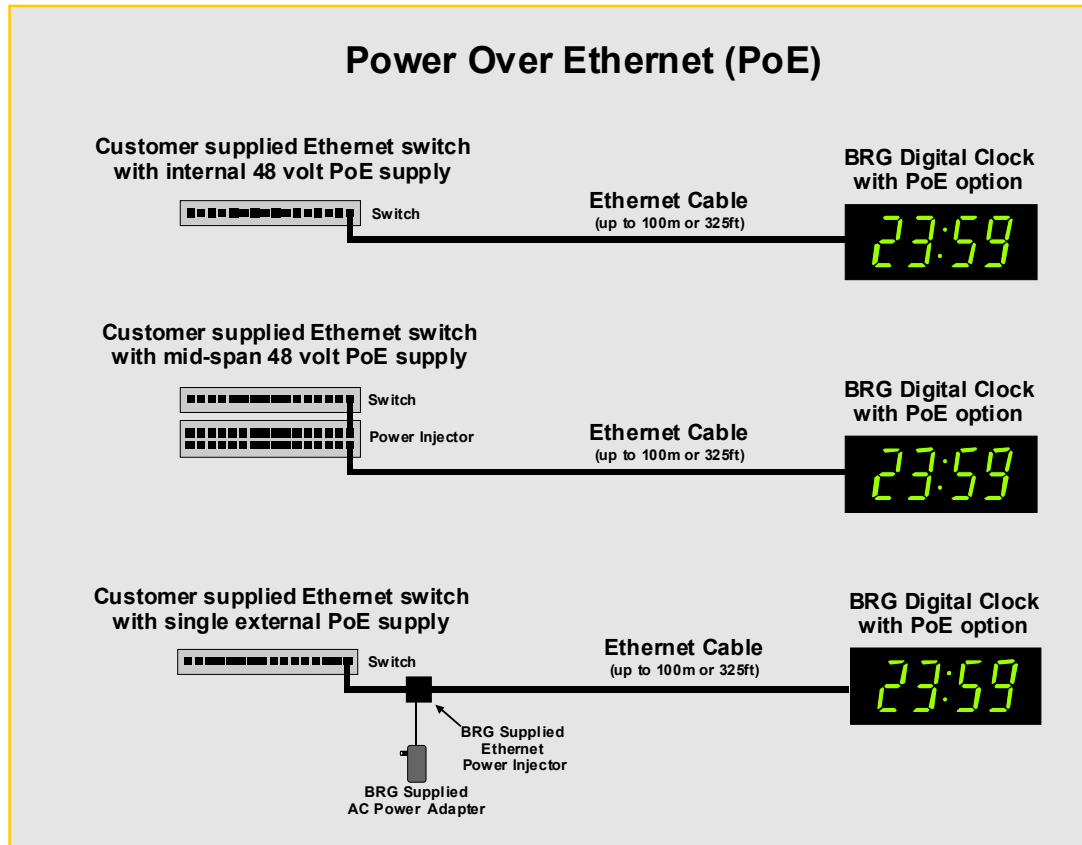 Power Over Ethernet (PoE)
Customer supplied Ethernet switch
with internal 48 volt PoE supply
Switch
Ethernet Cable
(up to 100m or 325ft)
BRG Digital Clock
with PoE option
23:59
Customer supplied Ethernet switch
with mid-span 48 volt PoE supply
Switch
Power Injector
Ethernet Cable
(up to 100m or 325ft)
BRG Digital Clock
with PoE option
23:59
Customer supplied Ethernet switch
with single external PoE supply
Switch
Ethernet Cable
(up to 100m or 325ft)
BRG Digital Clock
with PoE option
23:59
BRG Supplied
Ethernet
Power Injector
BRG Supplied
AC Power Adapter